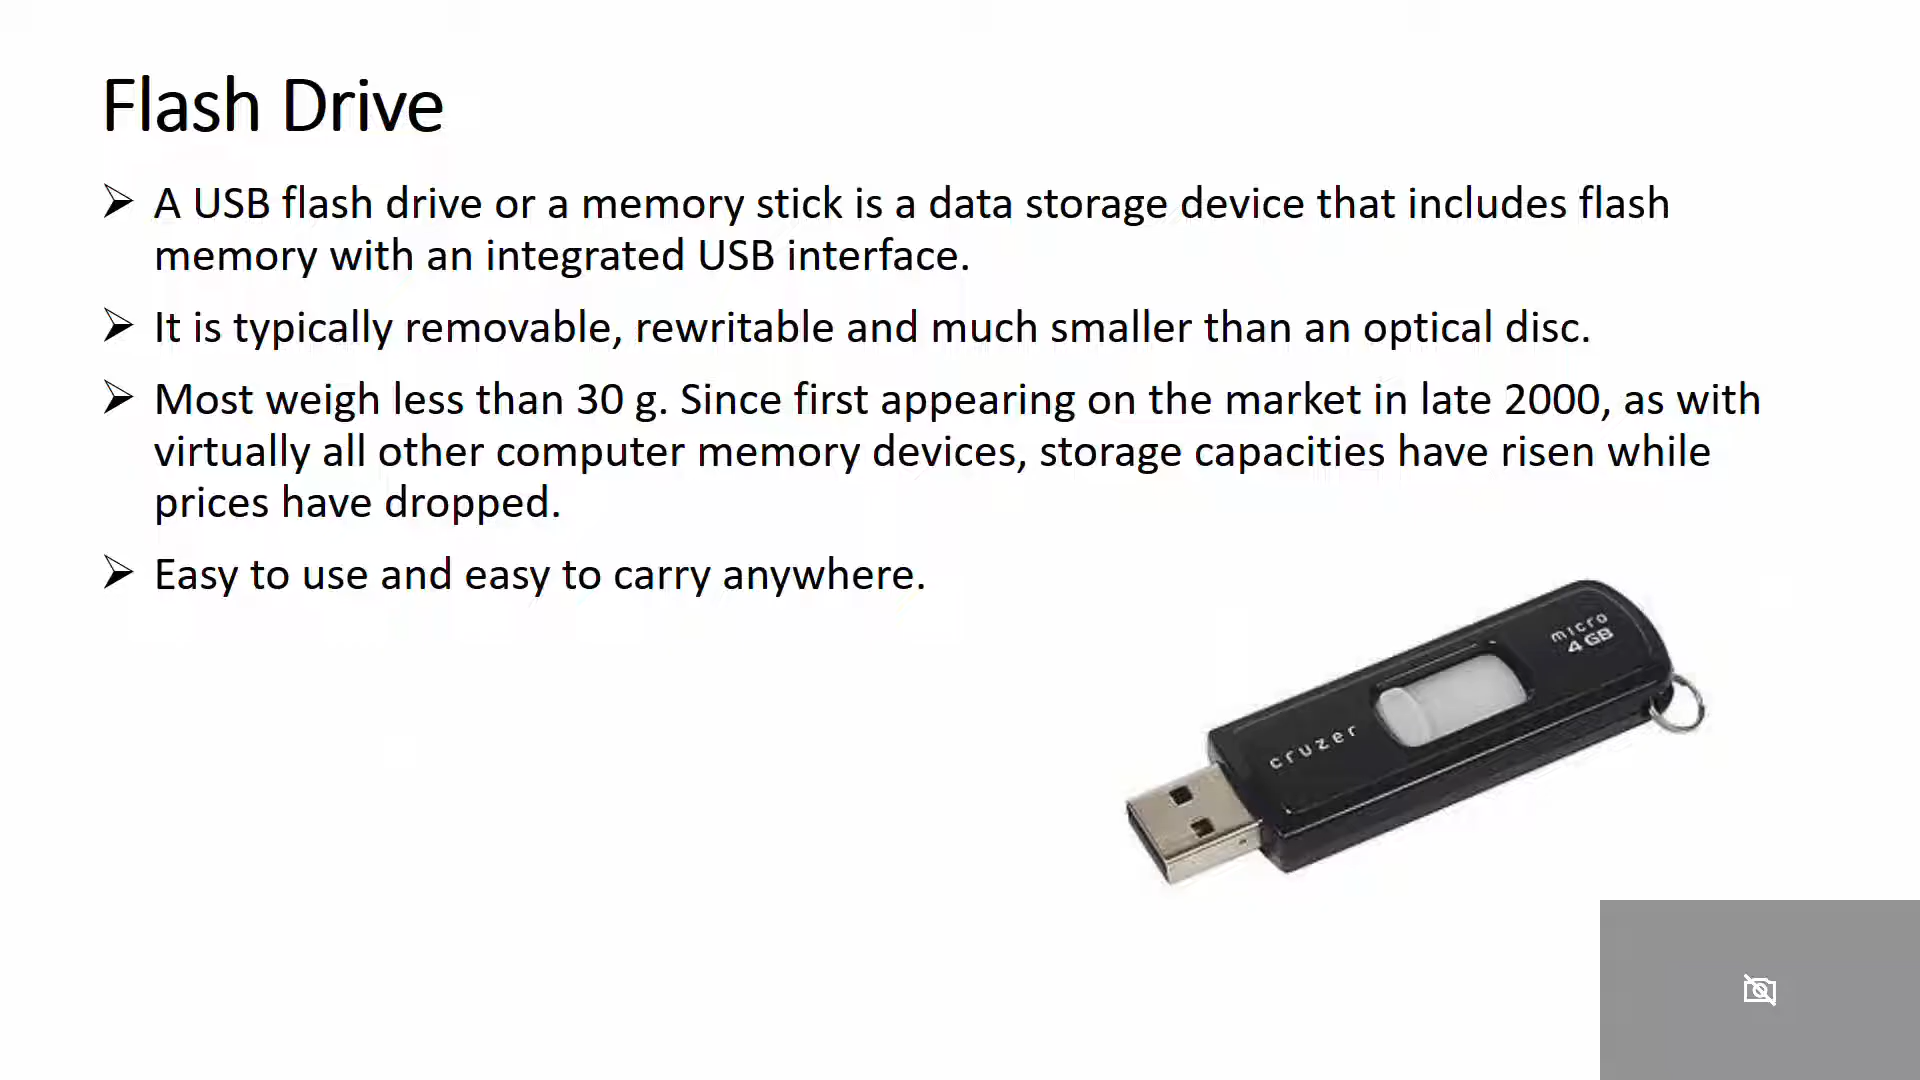 Flash Drive
A USB flash drive or a memory stick is a data storage device that includes flash
memory with an integrated USB interface.
It is typically removable, rewritable and much smaller than an optical disc.
Most weigh less than 30 g. Since first appearing on the market in late 2000, as with
virtually all other computer memory devices, storage capacities have risen while
prices have dropped.
Easy to use and easy to carry anywhere.
micro
4 GB
cruzer